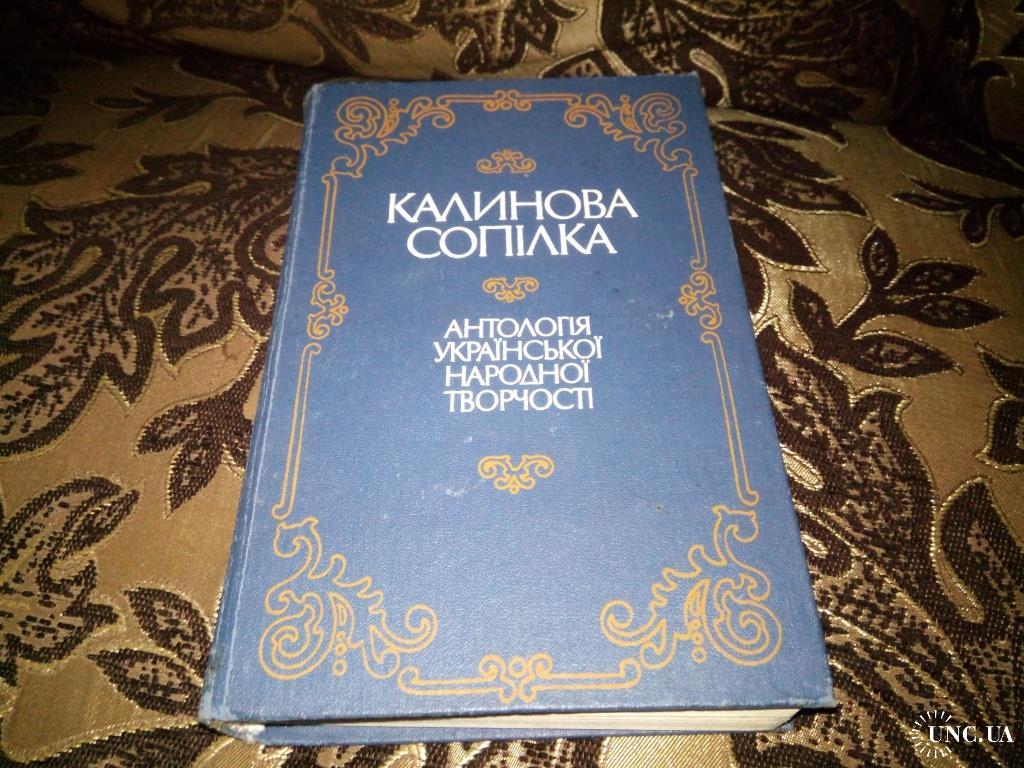 КАЛИНОВА
СОПІЛКА
АНТОЛОГІЯ
УКРАЇНСЬКОЇ
НАРОДНОЇ
ТВОРЧОСТІ
UNC.UA